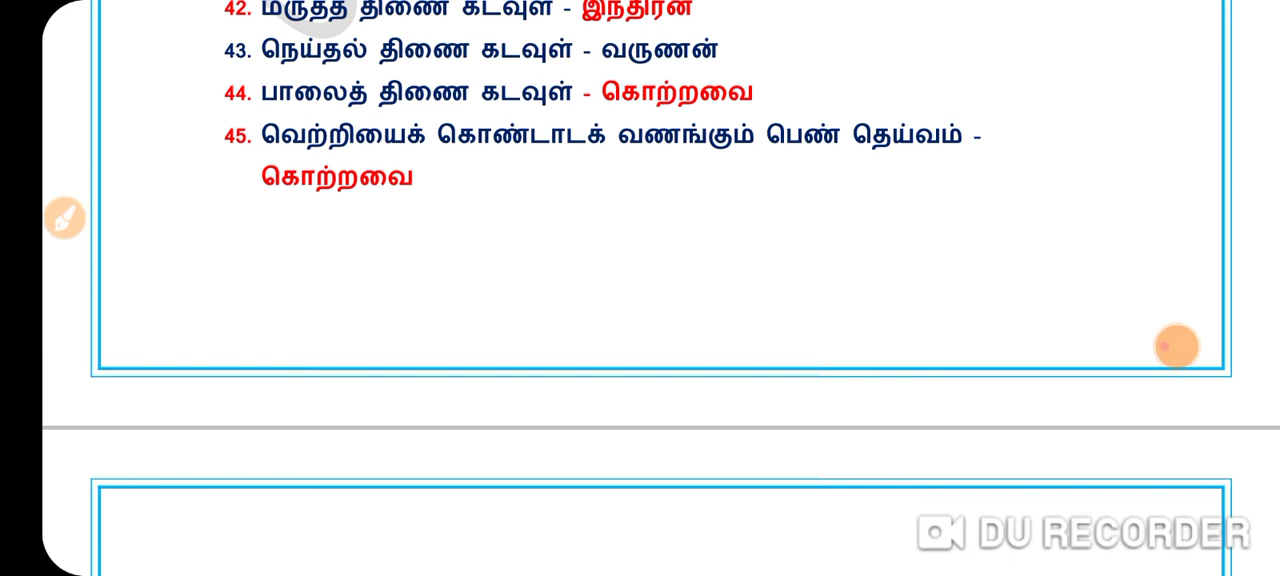 42. மருதத் திணை கடவுள் - இந்திரன்
43. நெய்தல் திணை கடவுள் - வருணன்
44. பாலைத் திணை கடவுள் - கொற்றவை
45. வெற்றியைக் கொண்டாடக் வணங்கும் பெண் தெய்வம் -
கொற்றவை
DU RECORDER